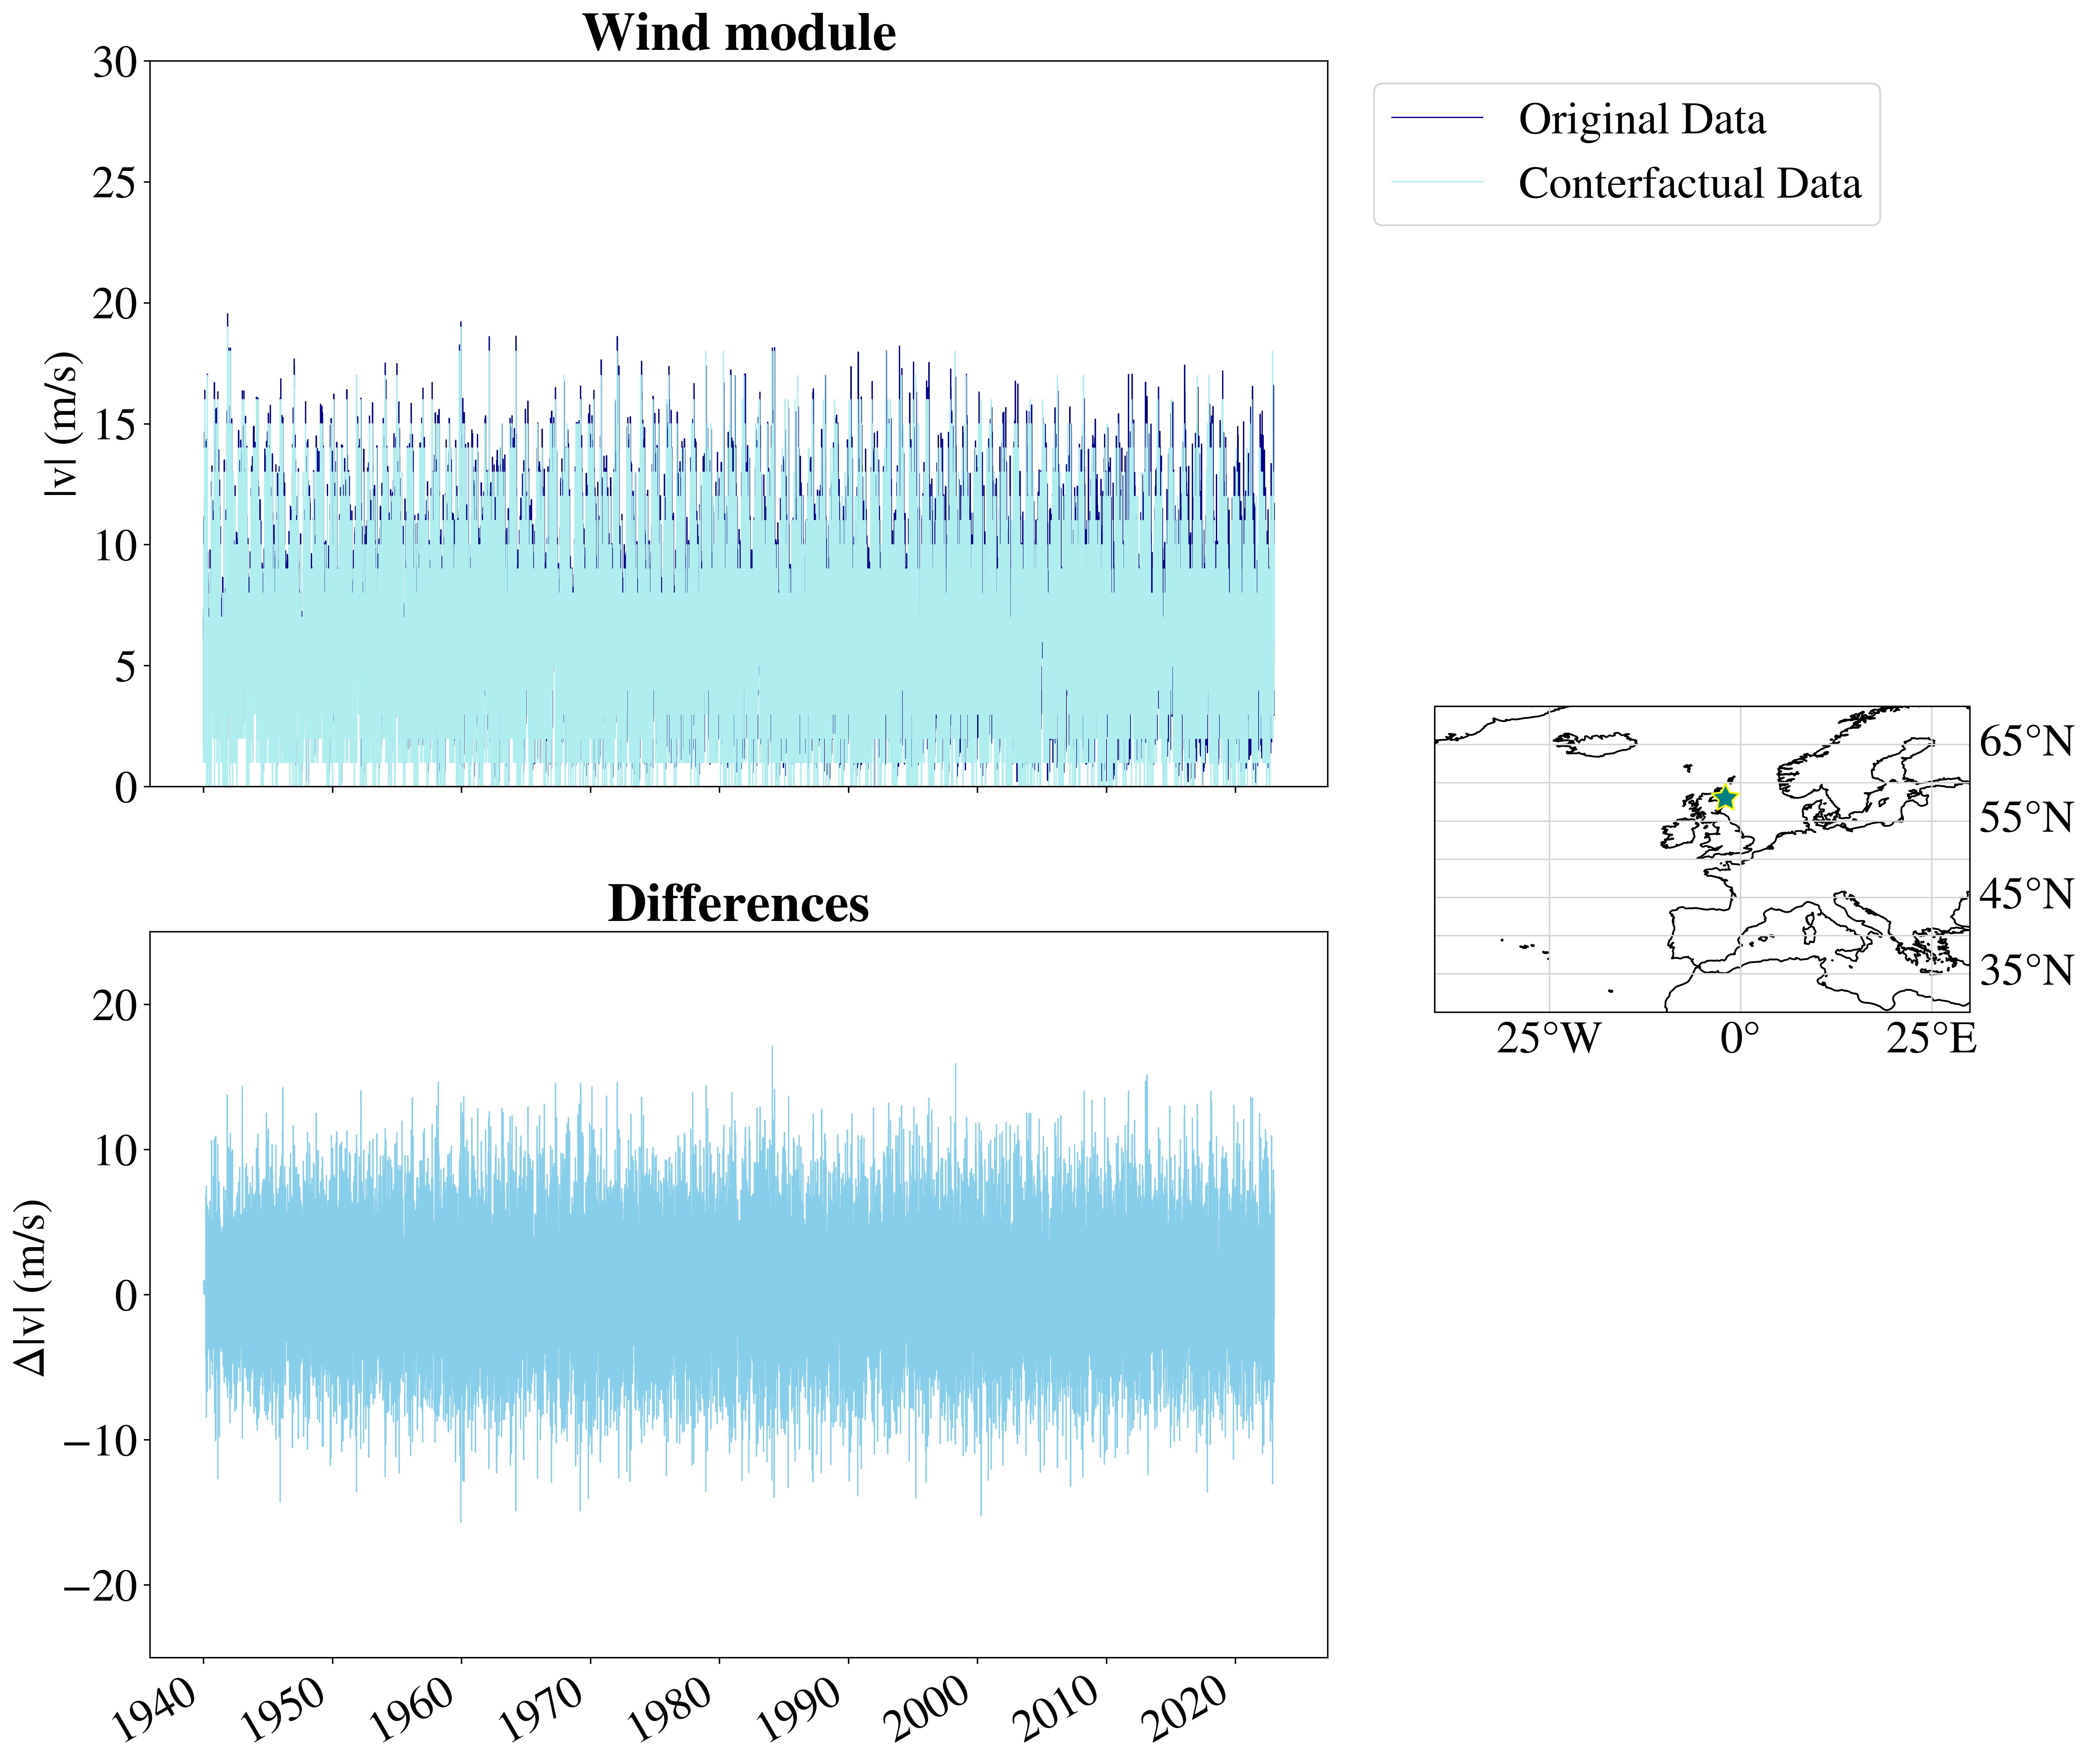 Wind module
30
25
20
15
10
5
0
|v| (m/s)
Original Data
Conterfactual Data
65°N
55°N
45°N
35°N
25°W 0° 25°E
Differences
20
10
0
−10
−20
Δ|v| (m/s)
1940 1950 1960 1970 1980 1990 2000 2010 2020